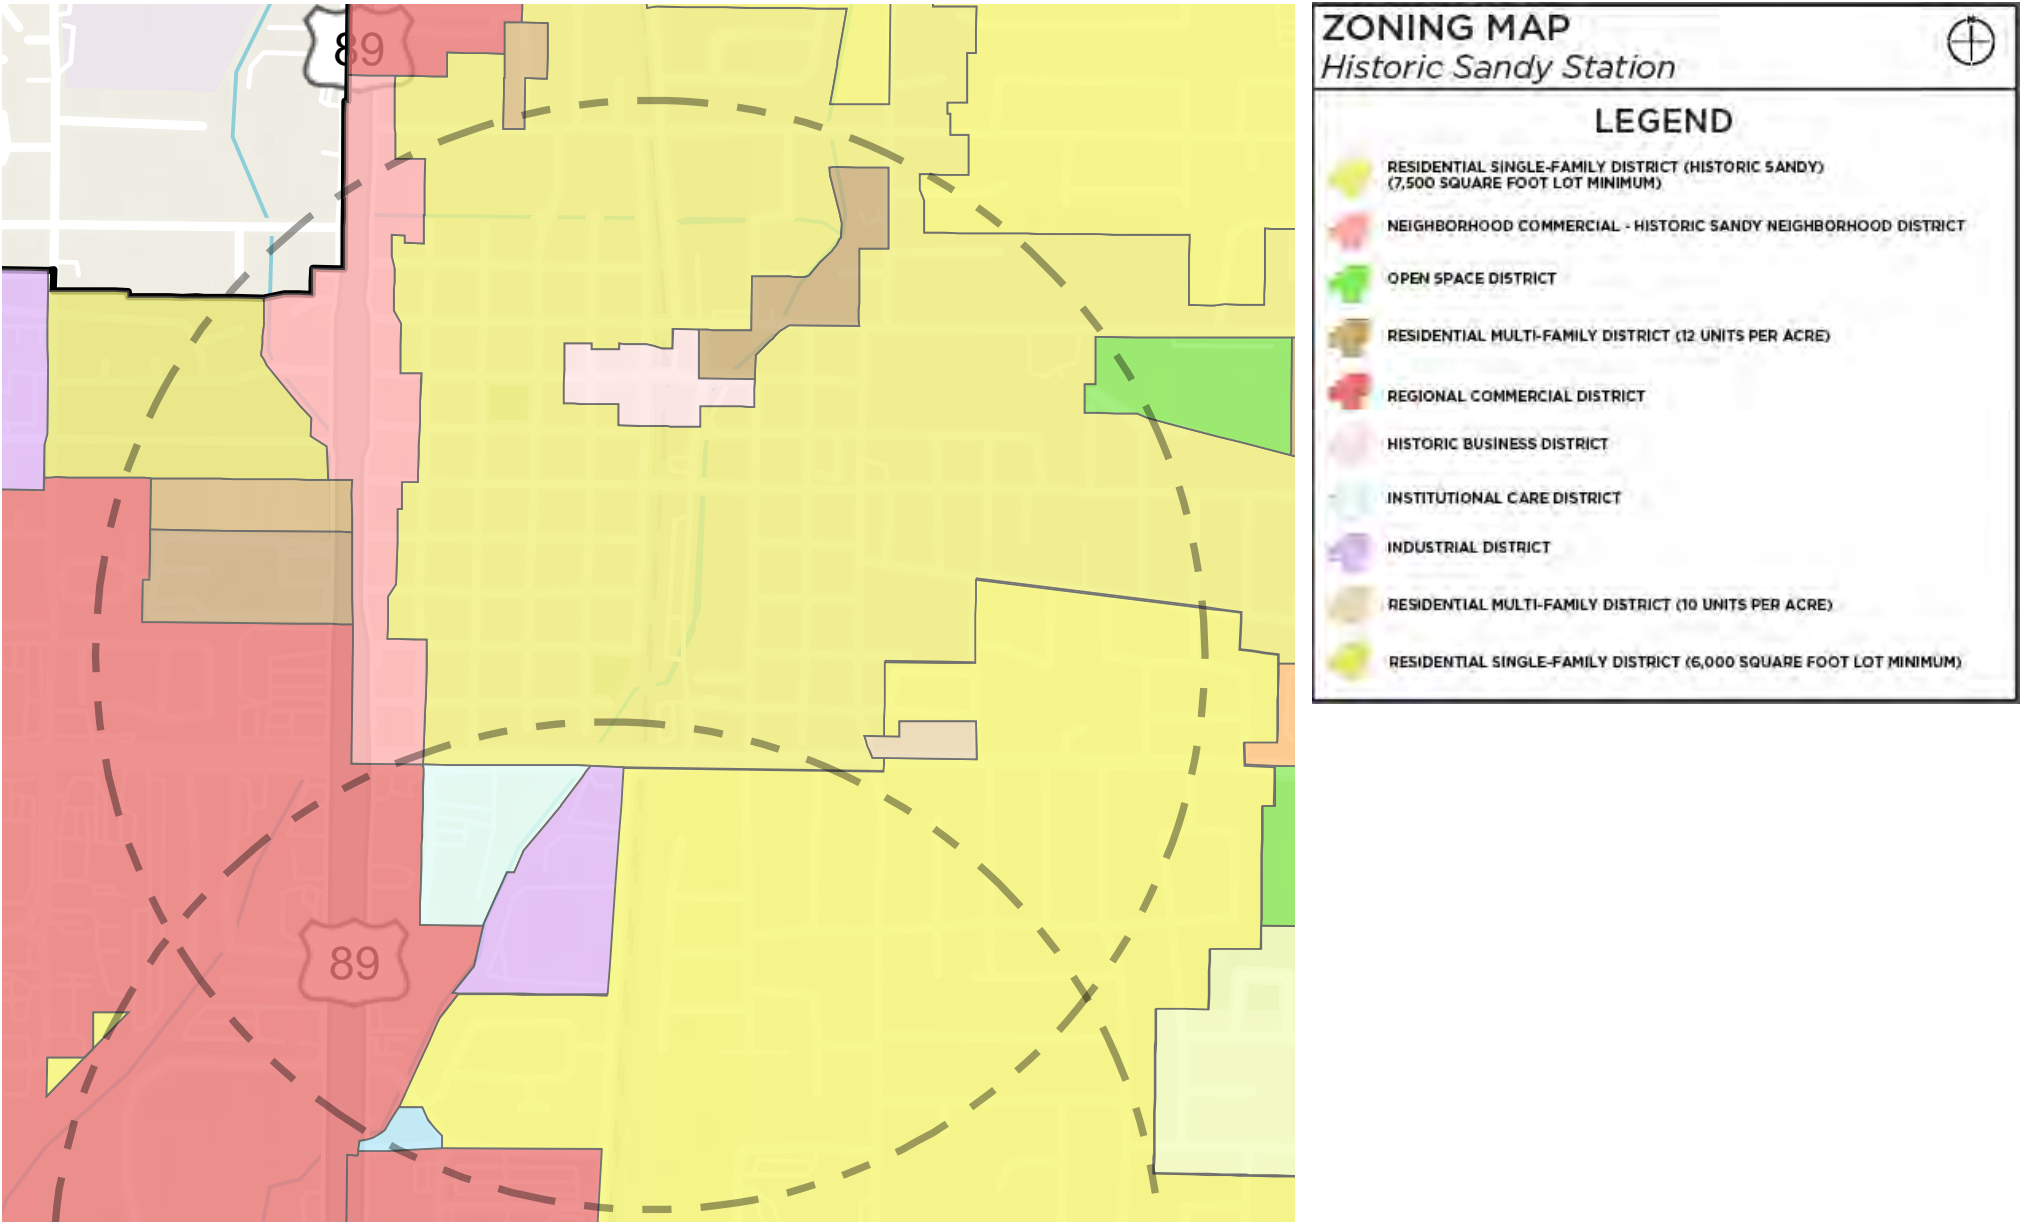 89
89
ZONING MAP
N
Historic Sandy Station
LEGEND
RESIDENTIAL SINGLE-FAMILY DISTRICT (HISTORIC SANDY)
(7,500 SQUARE FOOT LOT MINIMUM)
NEIGHBORHOOD COMMERCIAL - HISTORIC SANDY NEIGHBORHOOD DISTRICT
OPEN SPACE DISTRICT
RESIDENTIAL MULTI-FAMILY DISTRICT (12 UNITS PER ACRE)
REGIONAL COMMERCIAL DISTRICT
HISTORIC BUSINESS DISTRICT
INSTITUTIONAL CARE DISTRICT
INDUSTRIAL DISTRICT
RESIDENTIAL MULTI-FAMILY DISTRICT (10 UNITS PER ACRE)
RESIDENTIAL SINGLE-FAMILY DISTRICT (6,000 SQUARE FOOT LOT MINIMUM)